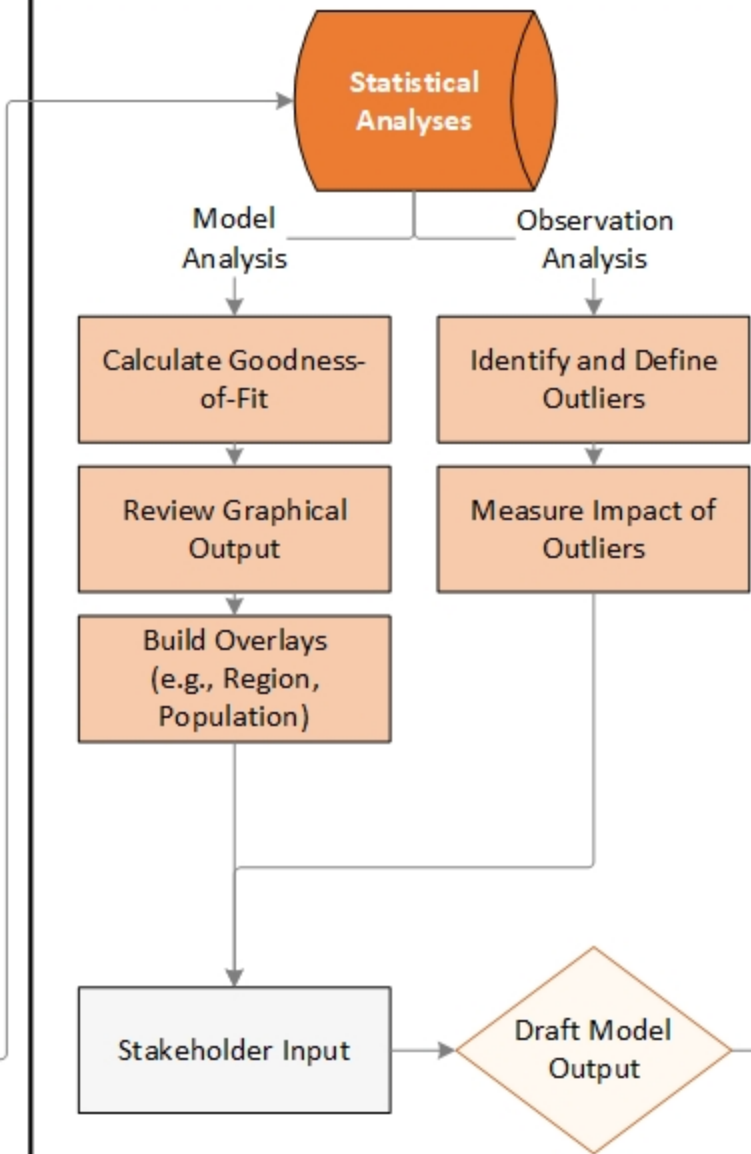 Statistical
Analyses
Model
Analysis
Observation
Analysis
Calculate Goodness-
of-Fit
Identify and Define
Outliers
Review Graphical
Output
Measure Impact of
Outliers
Build Overlays
(e.g., Region,
Population)
Stakeholder Input
Draft Model
Output